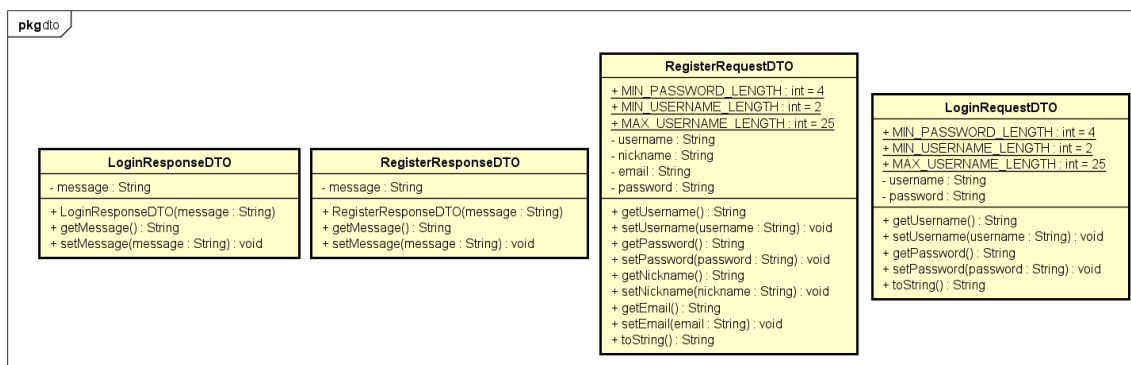 pkg dto
LoginResponseDTO
- message : String
+ LoginResponseDTO(message : String)
+ getMessage() : String
+ setMessage(message : String) : void
RegisterResponseDTO
- message : String
+ RegisterResponseDTO(message : String)
+ getMessage() : String
+ setMessage(message : String) : void
RegisterRequestDTO
+ MIN_PASSWORD_LENGTH : int = 4
+ MIN_USERNAME_LENGTH : int = 2
+ MAX_USERNAME_LENGTH : int = 25
- username : String
- nickname : String
- email : String
- password : String
+ getUsername() : String
+ setUsername(username : String) : void
+ getPassword() : String
+ setPassword(password : String) : void
+ getNickname() : String
+ setNickname(nickname : String) : void
+ getEmail() : String
+ setEmail(email : String) : void
+ toString() : String
LoginRequestDTO
+ MIN_PASSWORD_LENGTH : int = 4
+ MIN_USERNAME_LENGTH : int = 2
+ MAX_USERNAME_LENGTH : int = 25
- username : String
- password : String
+ getUsername() : String
+ setUsername(username : String) : void
+ getPassword() : String
+ setPassword(password : String) : void
+ toString() : String